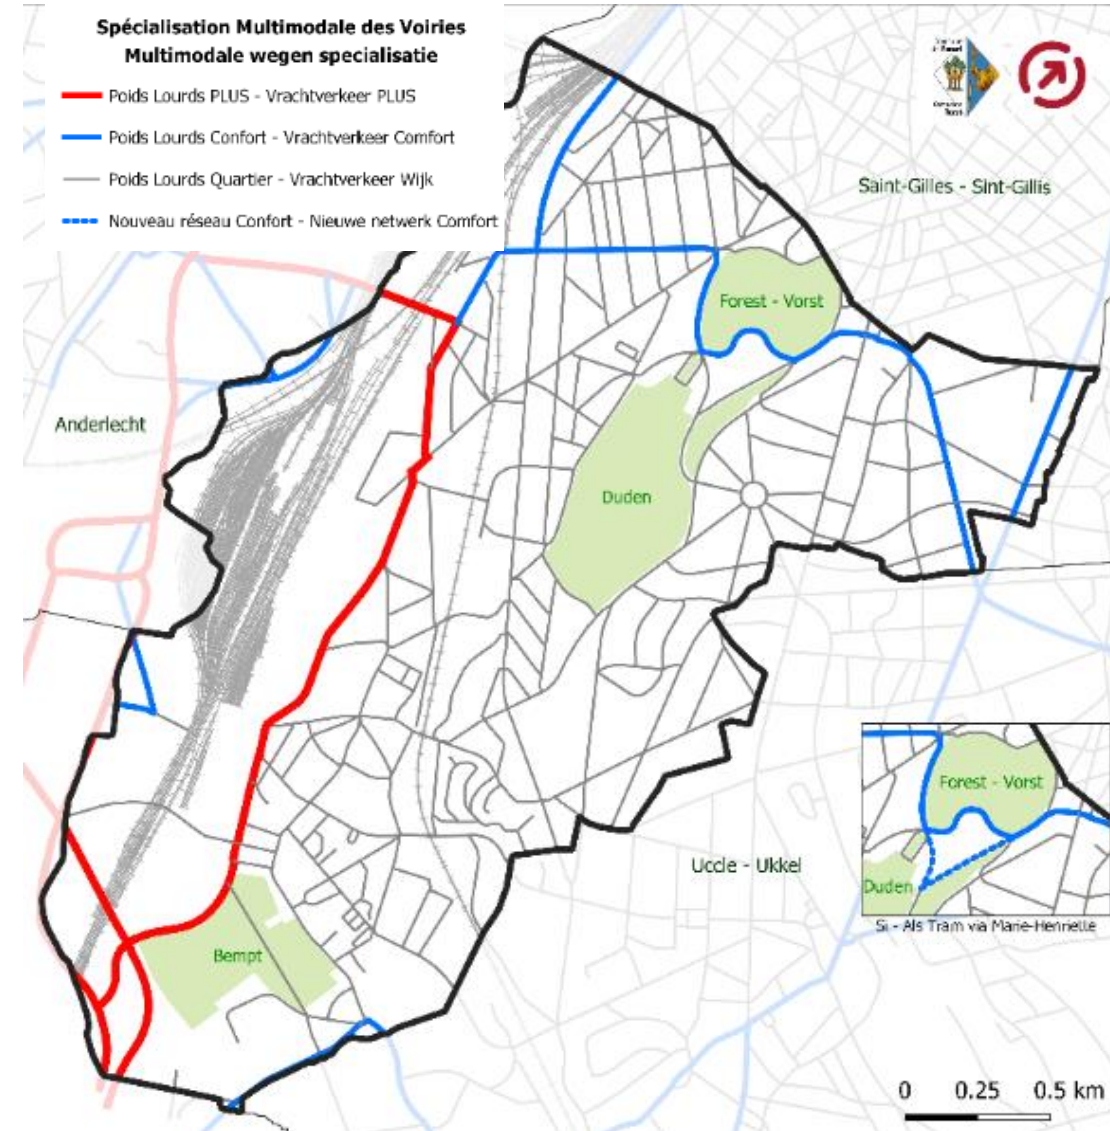 Spécialisation Multimodale des Voiries
Multimodale wegen specialisatie
Poids Lourds PLUS - Vrachtverkeer PLUS
Poids Lourds Confort - Vrachtverkeer Comfort
Poids Lourds Quartier - Vrachtverkeer Wijk
Nouveau réseau Confort - Nieuwe netwerk Comfort
Saint-Gilles - Sint-Gillis
Forest - Vorst
Anderlecht
Duden
Forest - Vorst
Uccle - Ukkel
Duden
Si - Als Tram via Marie-Henriette
Bempt
0 0.25 0.5 km